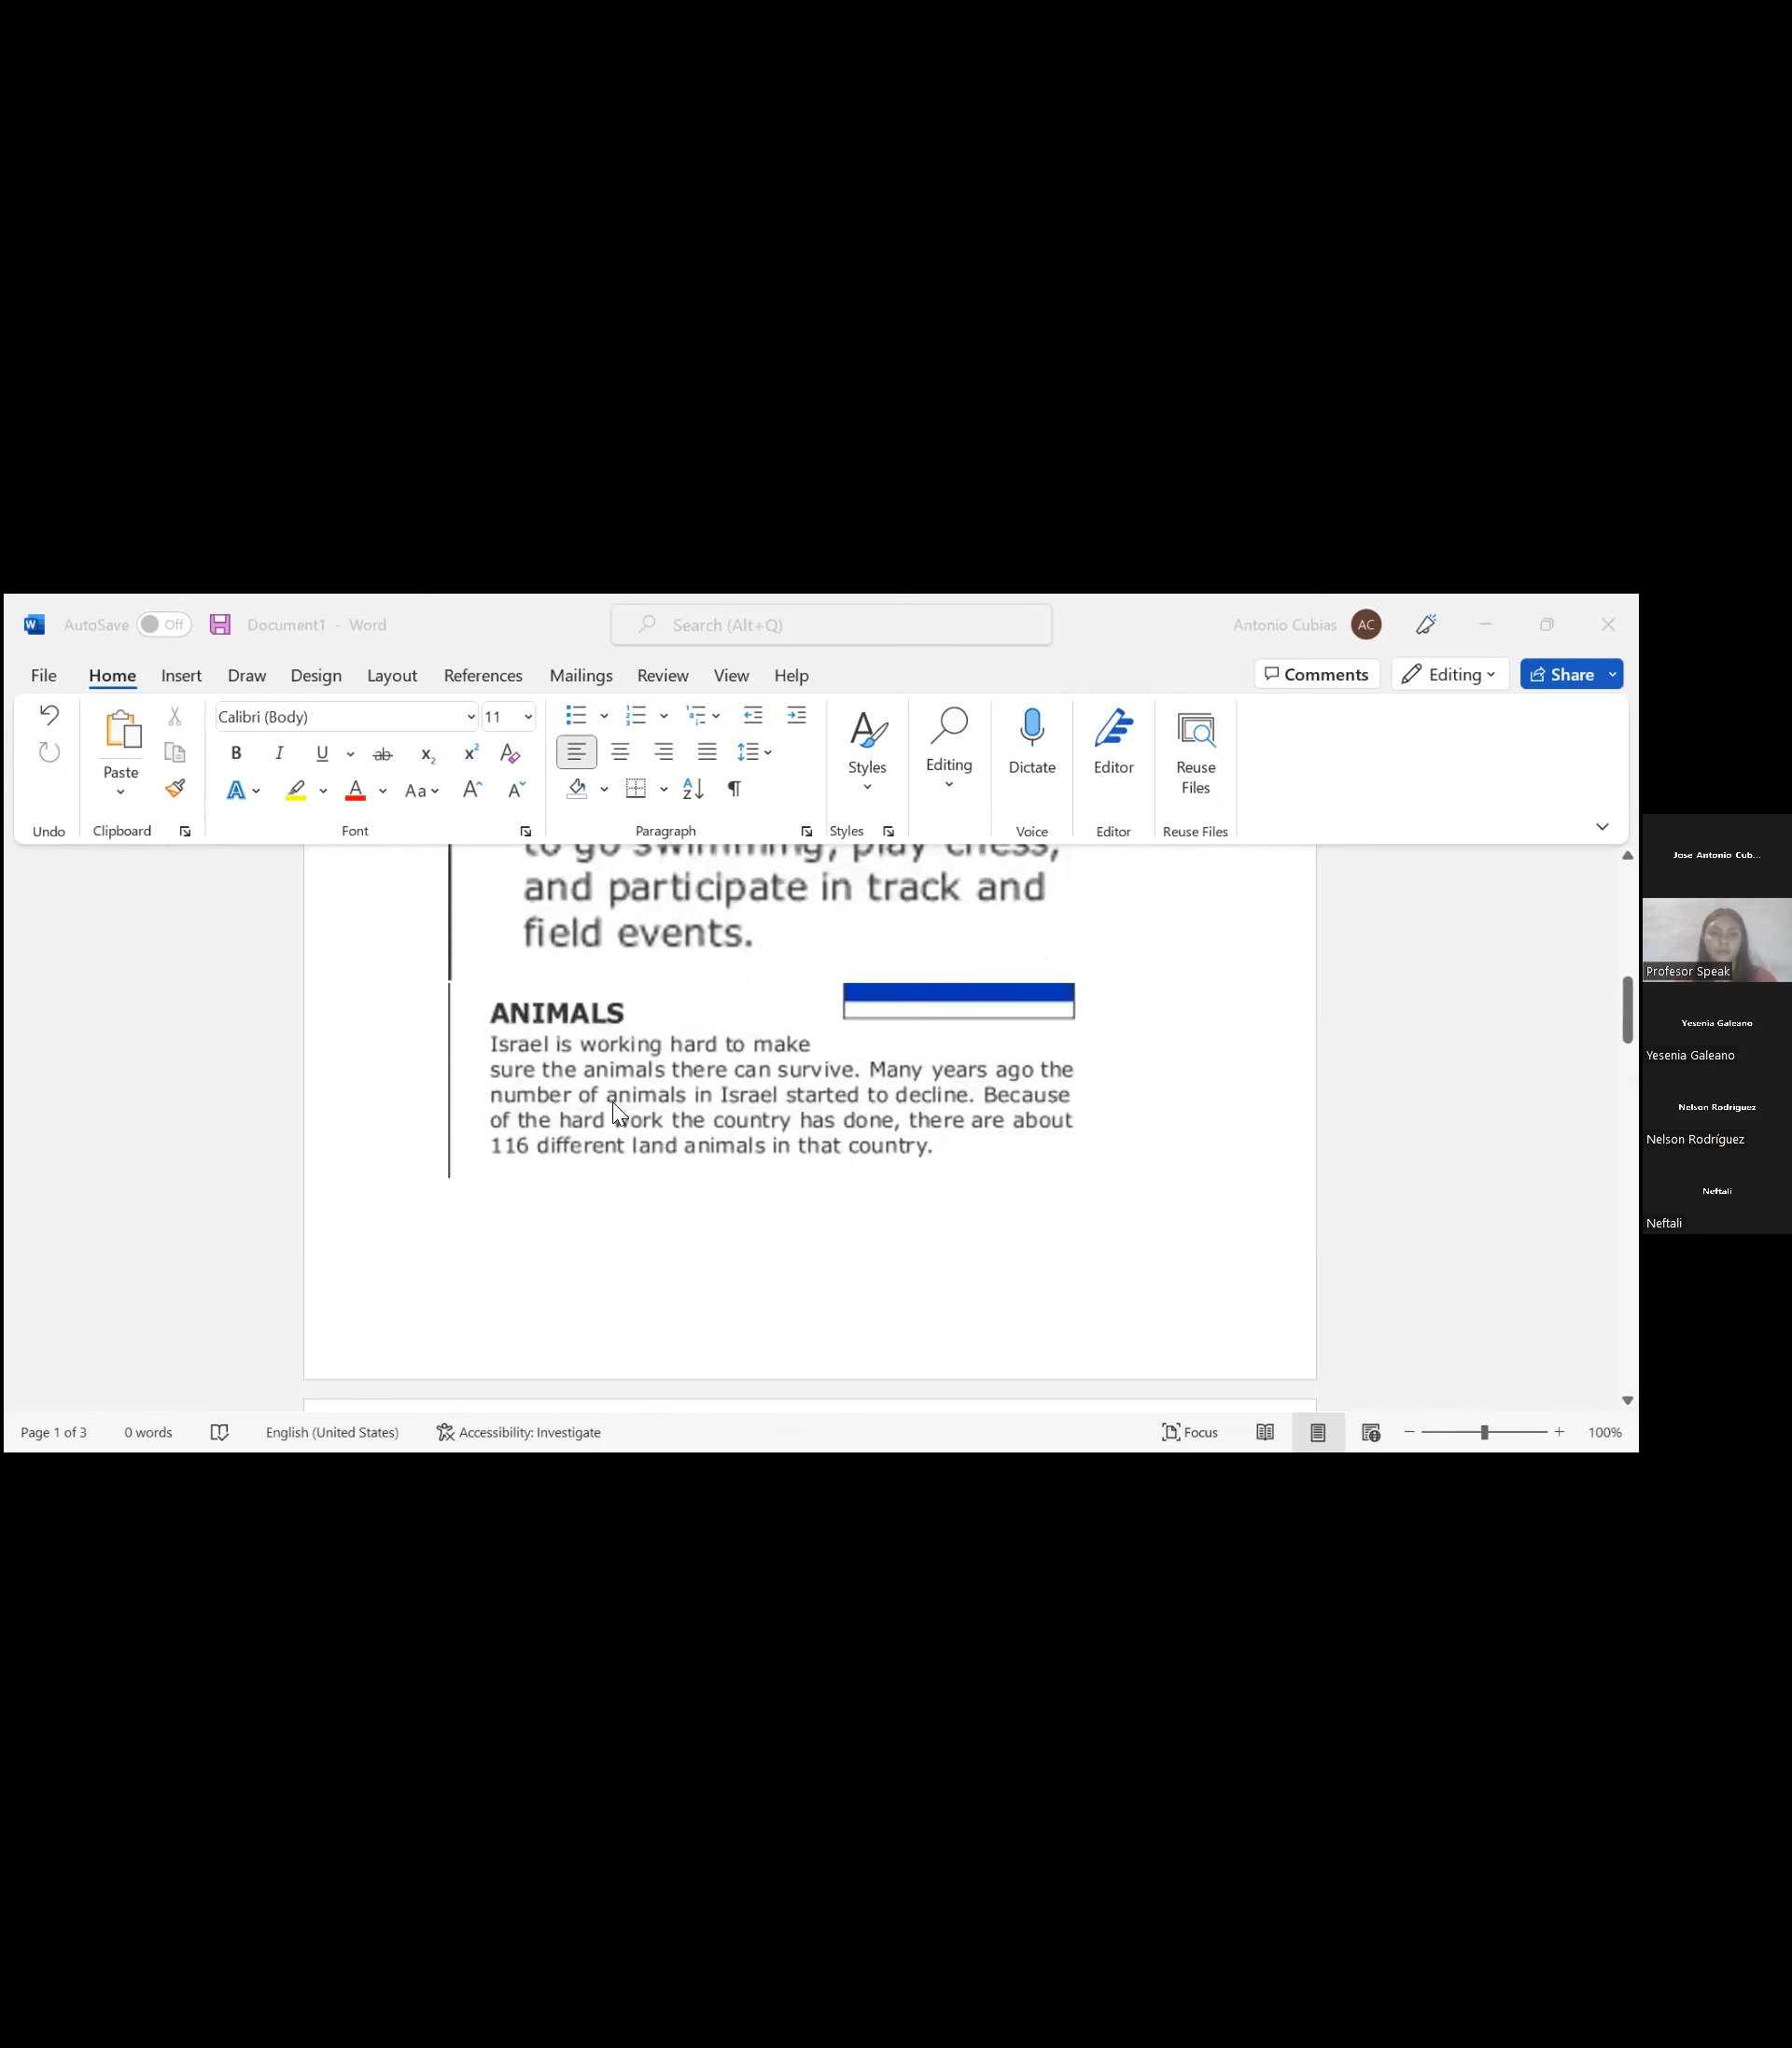 AutoSave Off Document1 - Word Search (Alt+Q) Antonio Cubias AC
File Home Insert Draw Design Layout References Mailings Review View Help Comments Editing Share
Calibri (Body) 11
Paste
Styles
Editing
Dictate
Editor
Reuse
Files
Undo Clipboard Font Paragraph Styles Voice Editor Reuse Files
to go swimming, play chess,
and participate in track and
field events.
ANIMALS
Israel is working hard to make
sure the animals there can survive. Many years ago the
number of animals in Israel started to decline. Because
of the hard work the country has done, there are about
116 different land animals in that country.
Page 1 of 3 0 words English (United States) Accessibility: Investigate Focus 100%
Jose Antonio Cub...
Profesor Speak
Yesenia Galeano
Yesenia Galeano
Nelson Rodriguez
Nelson Rodríguez
Neftali
Neftali